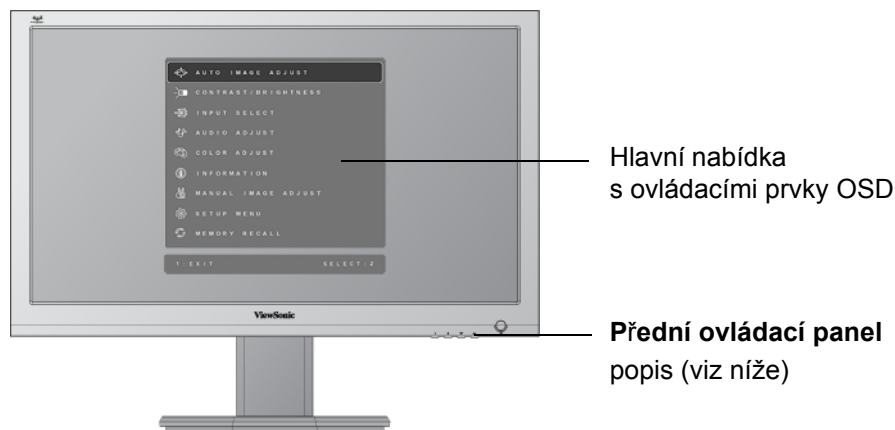 AUTO IMAGE ADJUST
CONTRAST/BRIGHTNESS
INPUT SELECT
AUDIO ADJUST
COLOR ADJUST
INFORMATION
MANUAL IMAGE ADJUST
SETUP MENU
MEMORY RECALL
1:EXIT SELECT:2
Hlavní nabídka
s ovládacími prvky OSD
ViewSonic
Přední ovládací panel
popis (viz níže)